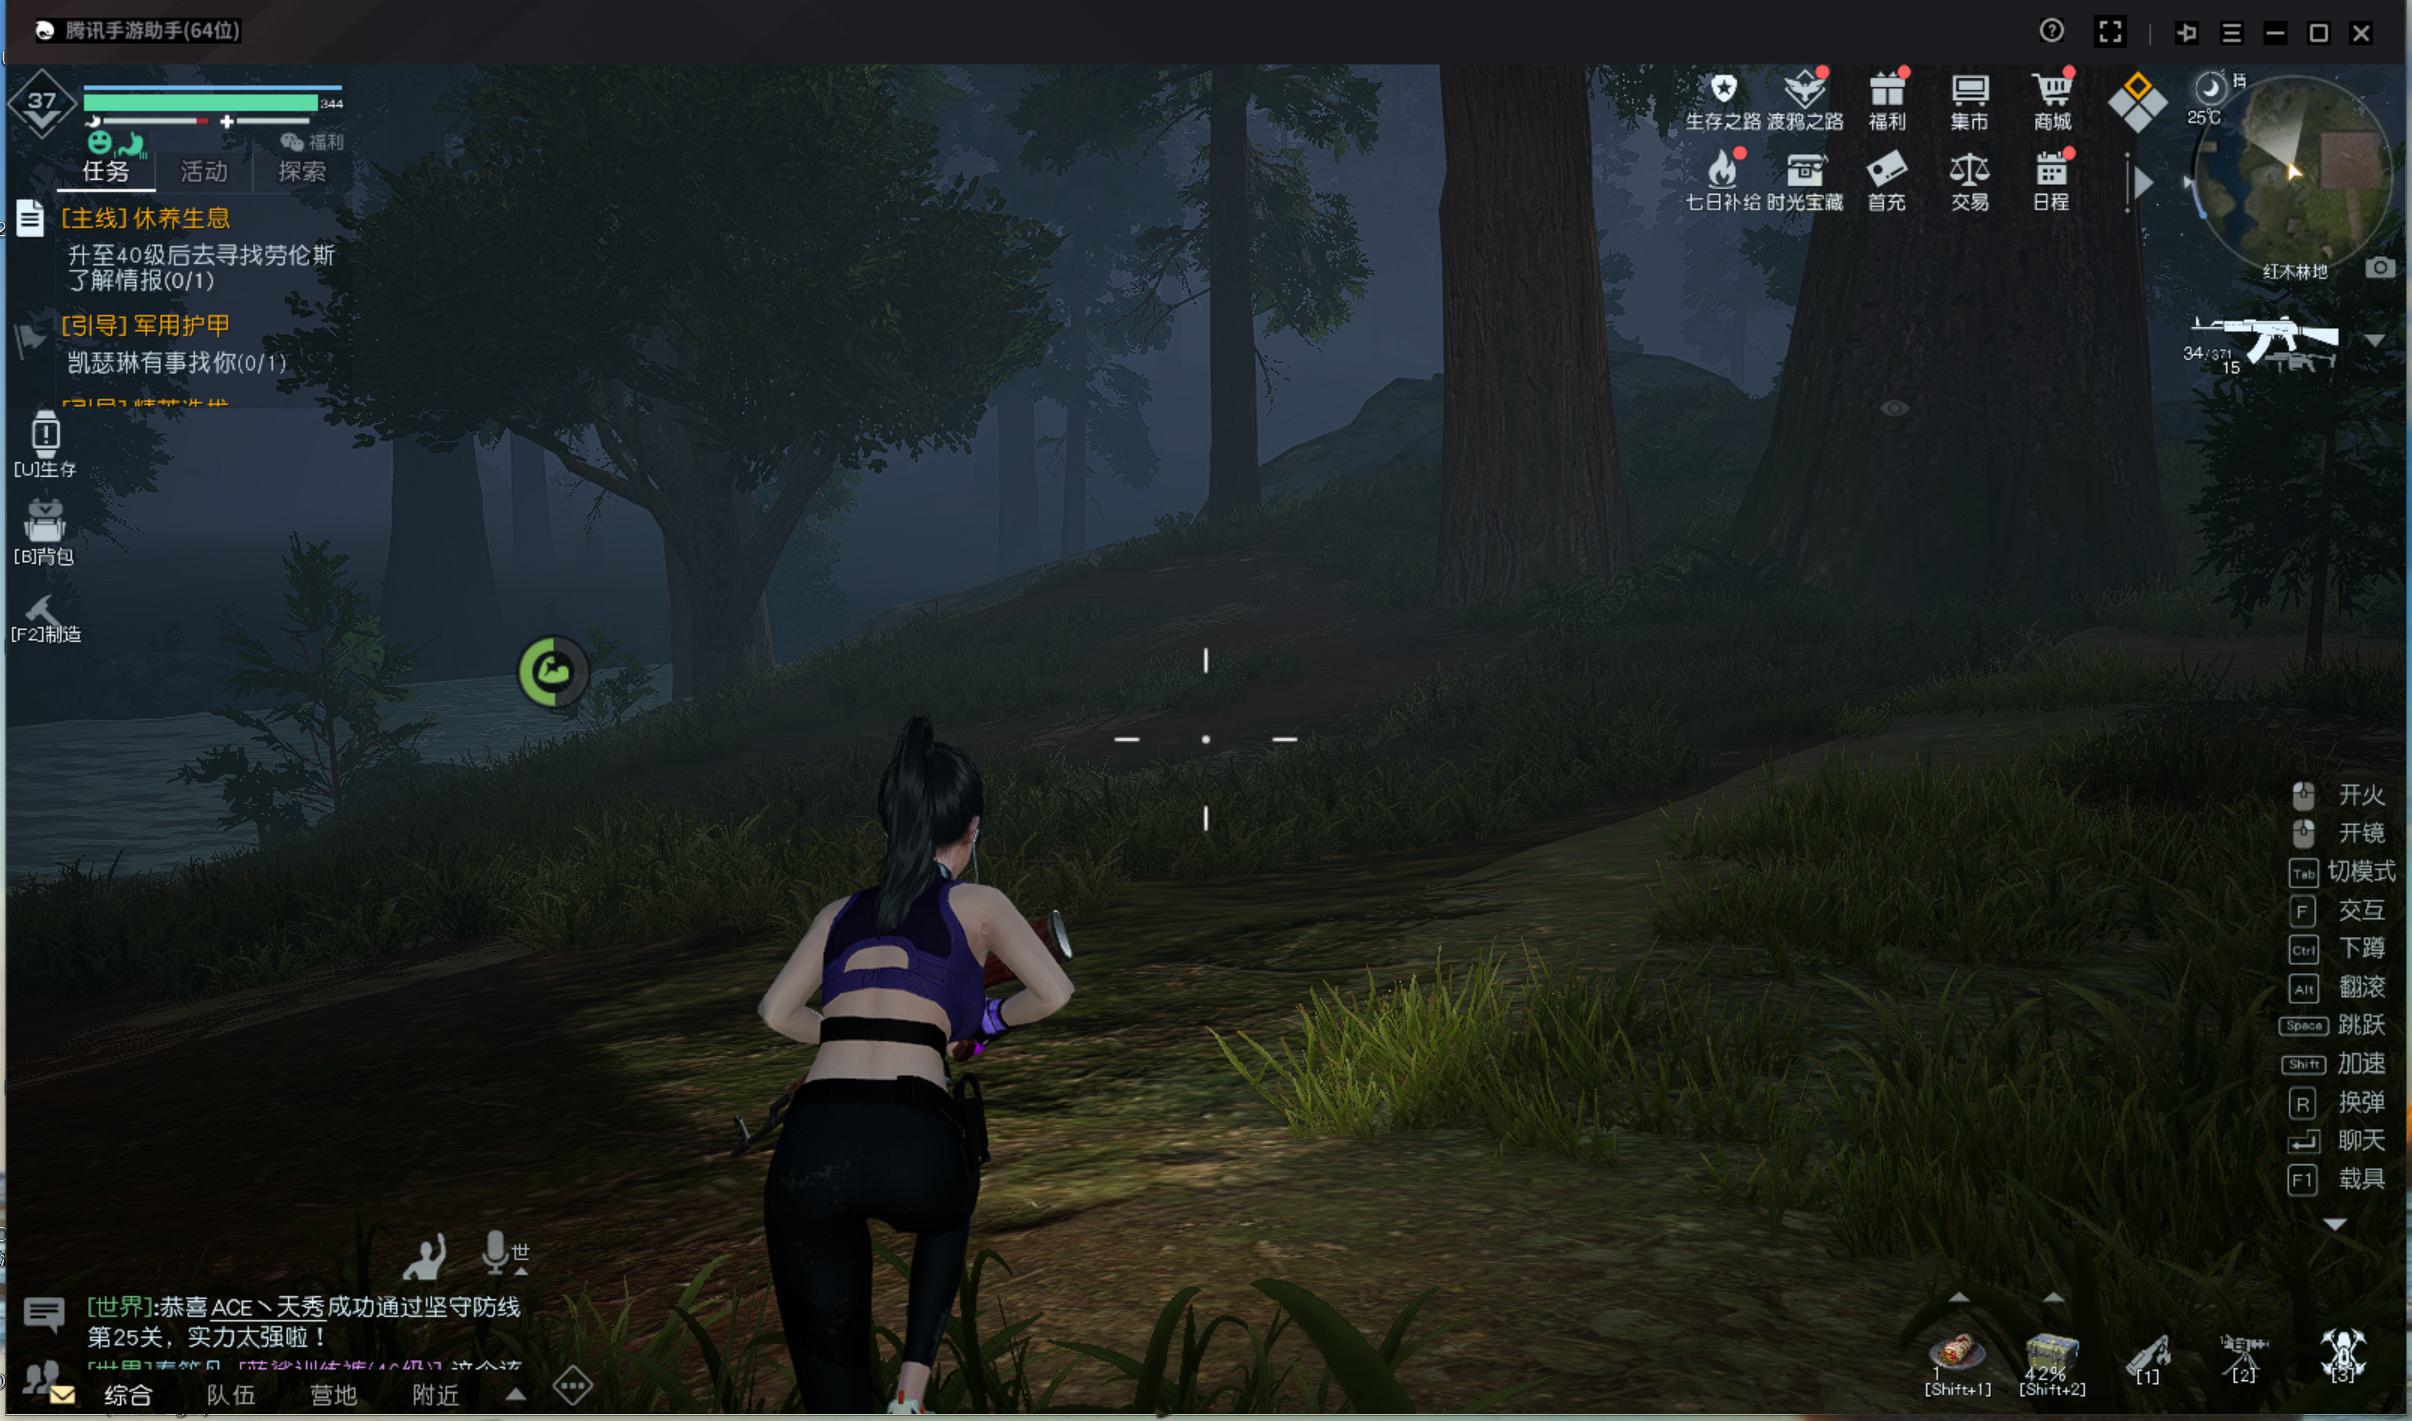 腾讯手游助手(64位)
37
344
福利
任务 活动 探索
[主线] 休养生息
升至40级后去寻找劳伦斯
了解情报(0/1)
[引导] 军用护甲
凯瑟琳有事找你(0/1)
[U]生存
[B]背包
[F2]制造
生存之路 渡鸦之路 福利 集市 商城
七日补给 时光宝藏 首充 交易 日程
25℃
红木林地
34/371
15
开火
开镜
Tab 切模式
F 交互
Ctrl 下蹲
Alt 翻滚
Space 跳跃
Shift 加速
R 换弹
聊天
F1 载具
世
[世界]:恭喜ACE丶天秀成功通过坚守防线
第25关，实力太强啦！
综合 队伍 营地 附近
1 42%
[Shift+1] [Shift+2] [1] [2] [3]